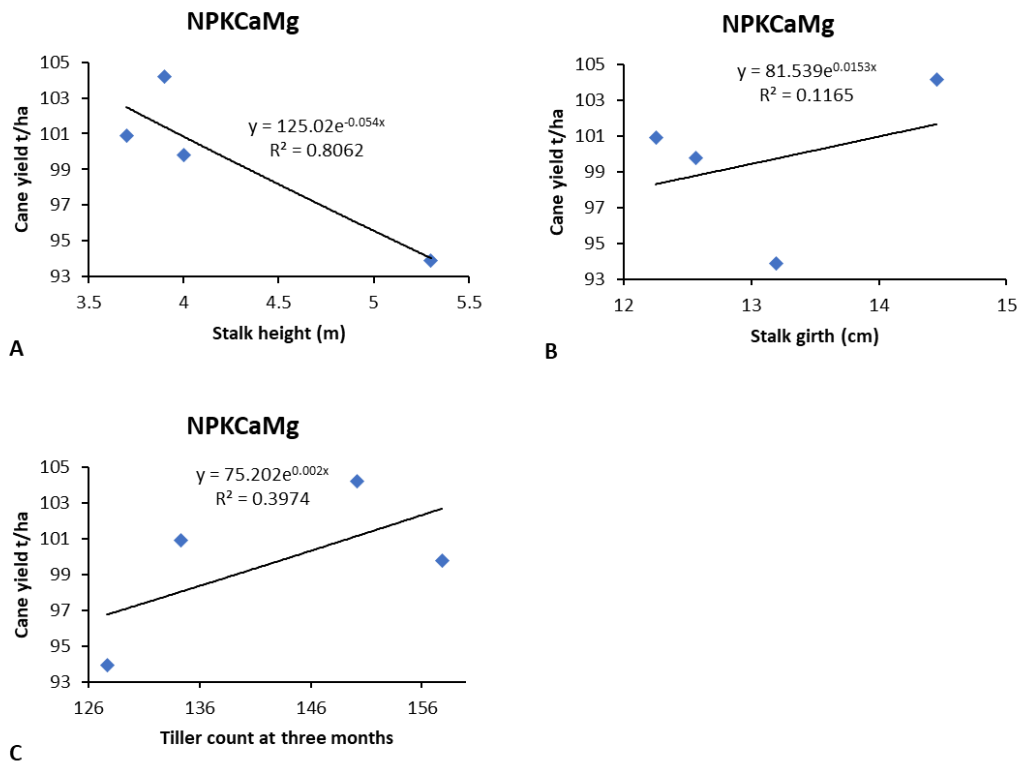 NPKCaMg
105
103
101
99
97
95
93
Cane yield t/ha
y = 125.02e^-0.054x
R² = 0.8062
3.5 4 4.5 5 5.5
Stalk height (m)
A
NPKCaMg
105
103
101
99
97
95
93
Cane yield t/ha
y = 81.539e^0.0153x
R² = 0.1165
12 13 14 15
Stalk girth (cm)
B
NPKCaMg
105
103
101
99
97
95
93
Cane yield t/ha
y = 75.202e^0.002x
R² = 0.3974
126 136 146 156
Tiller count at three months
C